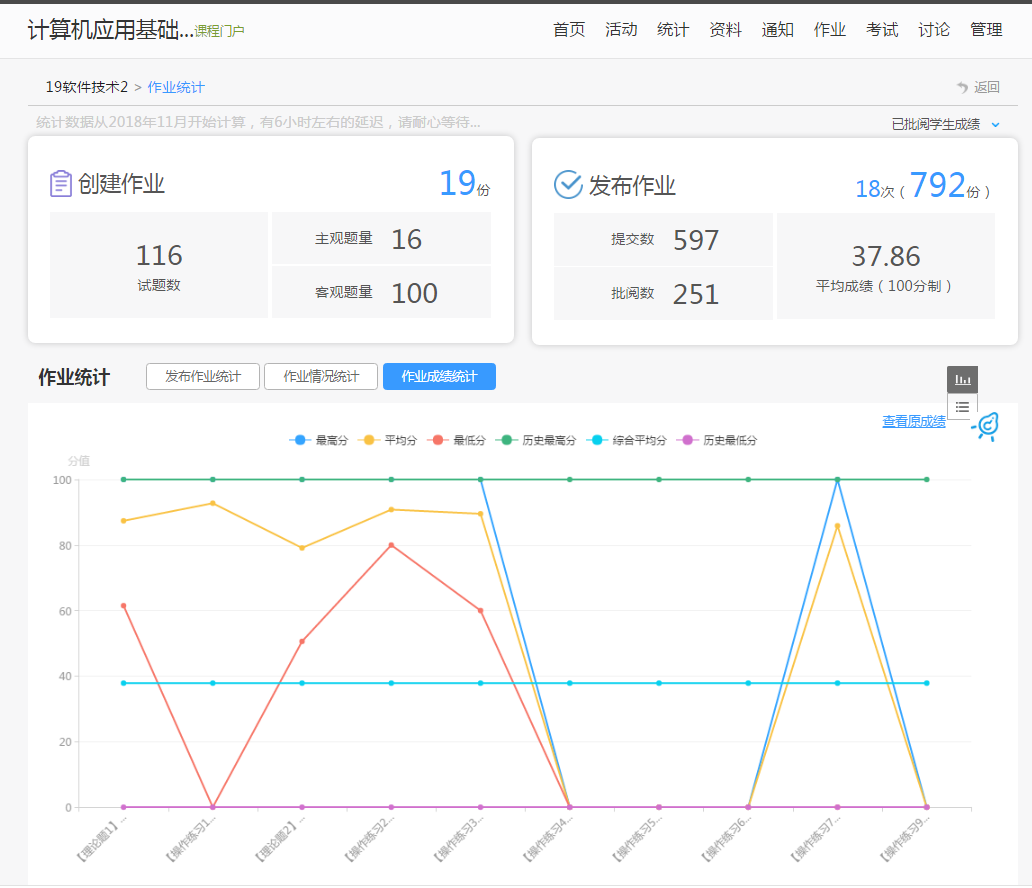 计算机应用基础...课程门户
首页 活动 统计 资料 通知 作业 考试 讨论 管理
19软件技术2 > 作业统计 返回
统计数据从2018年11月开始计算，有6小时左右的延迟，请耐心等待... 已批阅学生成绩
创建作业 19份
116
试题数
主观题量 16
客观题量 100
发布作业 18次（792份）
提交数 597
批阅数 251
37.86
平均成绩（100分制）
作业统计 发布作业统计 作业情况统计 作业成绩统计
查看原成绩
最高分 平均分 最低分 历史最高分 综合平均分 历史最低分
分值
100
80
60
40
20
0
【理论题1】... 【操作练习1... 【理论题2】... 【操作练习2... 【操作练习3... 【操作练习4... 【操作练习5... 【操作练习6... 【操作练习7... 【操作练习9...